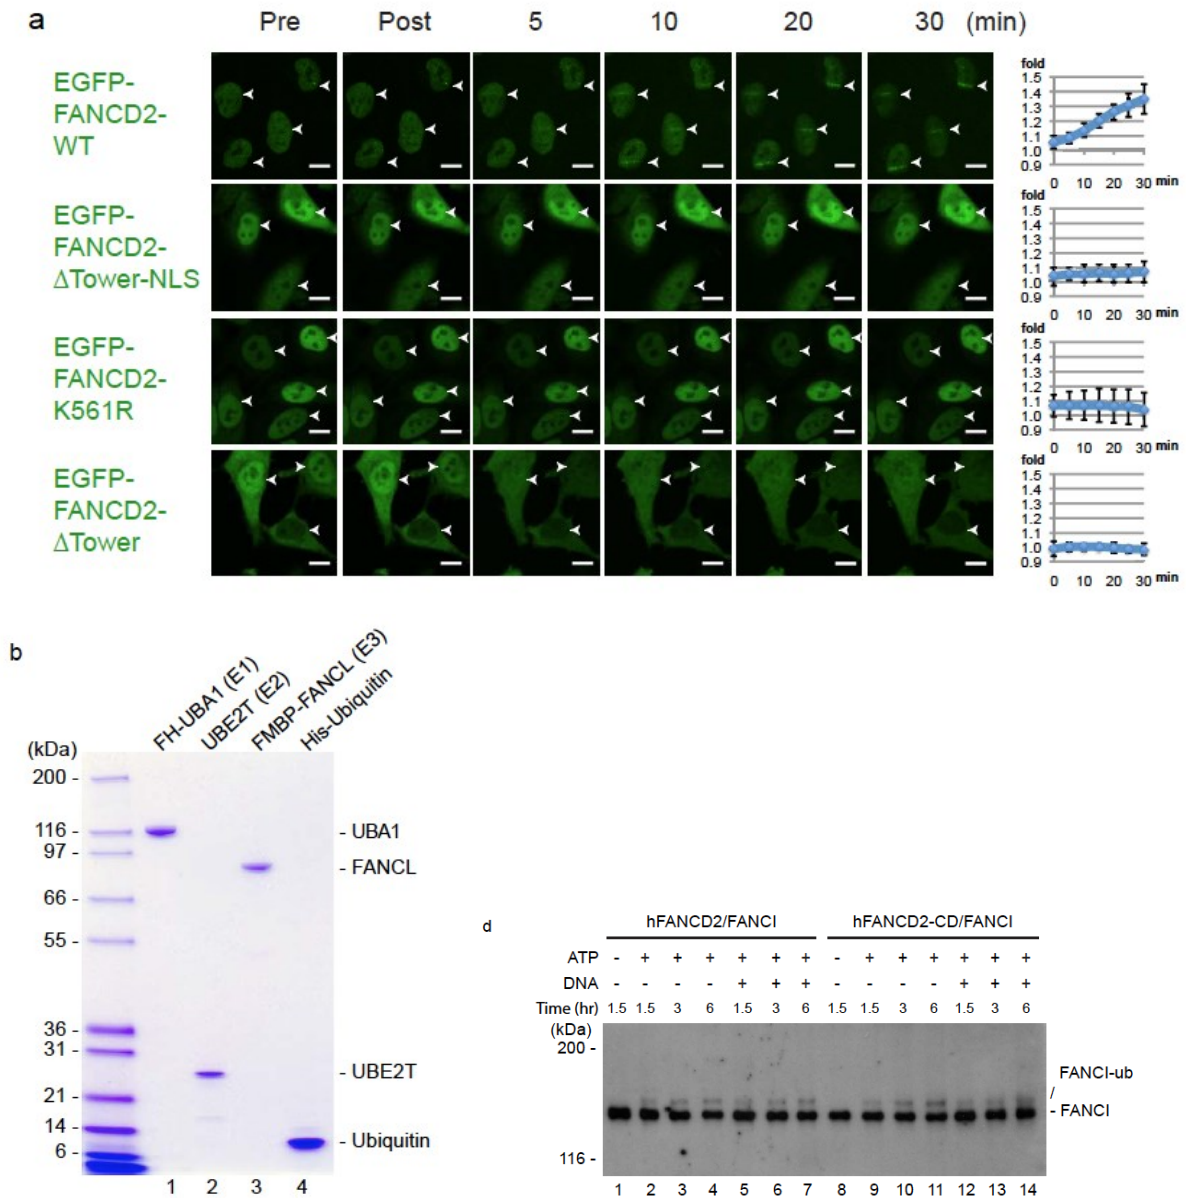 a
Pre Post 5 10 20 30 (min)
EGFP-
FANCD2-
WT
fold
1.5
1.4
1.3
1.2
1.1
1.0
0.9
0 10 20 30 min
EGFP-
FANCD2-
ΔTower-NLS
1.5
1.4
1.3
1.2
1.1
1.0
0.9
0 10 20 30 min
EGFP-
FANCD2-
K561R
fold
1.5
1.4
1.3
1.2
1.1
1.0
0.9
0 10 20 30 min
EGFP-
FANCD2-
ΔTower
fold
1.5
1.4
1.3
1.2
1.1
1.0
0.9
0 10 20 30 min
b
FH-UBA1 (E1)
UBE2T (E2)
FMBP-FANCL (E3)
His-Ubiquitin
(kDa)
200 -
116 -
97 -
66 -
55 -
36 -
31 -
21 -
14 -
6 -
- UBA1
- FANCL
- UBE2T
- Ubiquitin
1 2 3 4
d
hFANCD2/FANCI hFANCD2-CD/FANCI
ATP - + + + + + + - + + + + + +
DNA - - - - + + + - - - - + + +
Time (hr) 1.5 1.5 3 6 1.5 3 6 1.5 1.5 3 6 1.5 3 6
(kDa)
200 -
116 -
FANCI-ub
/
- FANCI
1 2 3 4 5 6 7 8 9 10 11 12 13 14